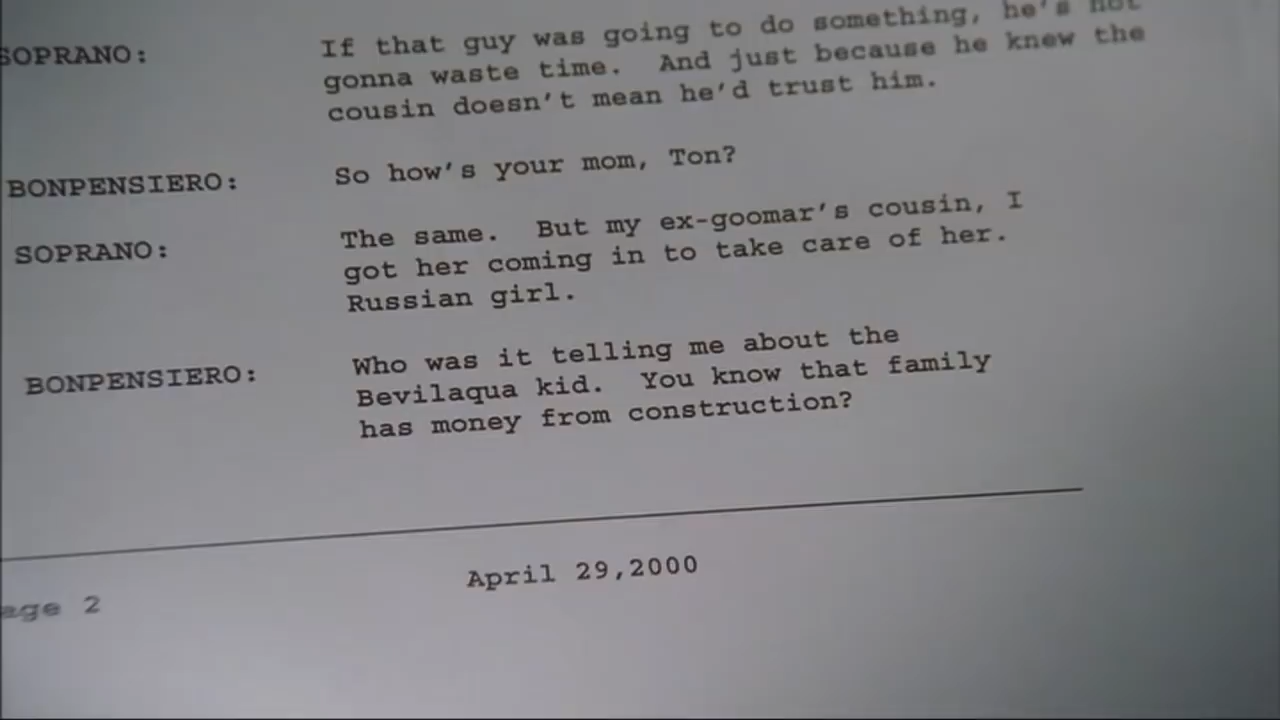 SOPRANO: If that guy was going to do something, he's not
gonna waste time. And just because he knew the
cousin doesn't mean he'd trust him.
BONPENSIERO: So how's your mom, Ton?
SOPRANO: The same. But my ex-goomar's cousin, I
got her coming in to take care of her.
Russian girl.
BONPENSIERO: Who was it telling me about the
Bevilaqua kid. You know that family
has money from construction?
April 29,2000
age 2